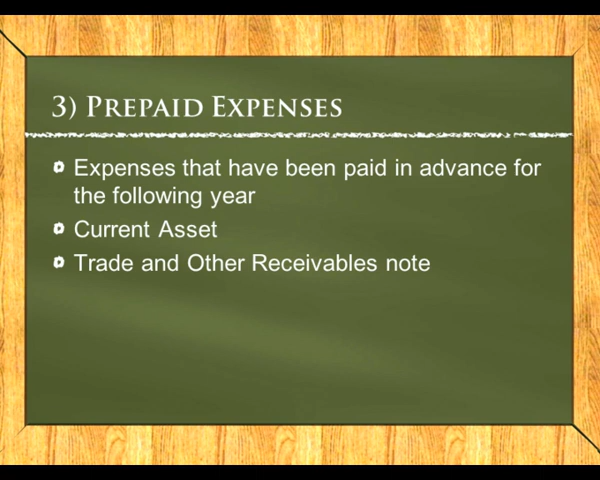 3) PREPAID EXPENSES
Expenses that have been paid in advance for
the following year
Current Asset
Trade and Other Receivables note